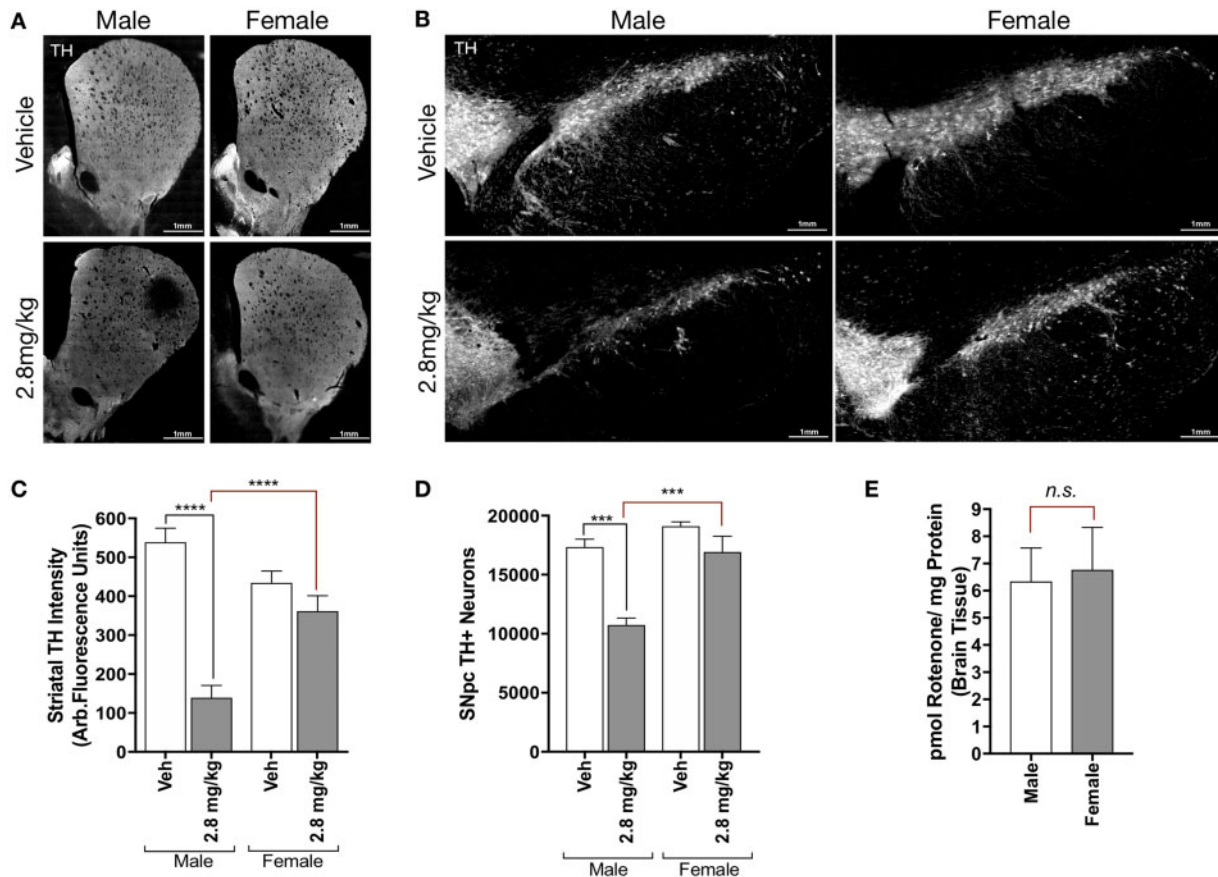 A
Male
Female
TH
Vehicle
1mm
1mm
2.8mg/kg
1mm
1mm
B
Male
Female
TH
Vehicle
1mm
1mm
2.8mg/kg
1mm
1mm
C
****
****
Striatal TH Intensity
(Arb.Fluorescence Units)
600
500
400
300
200
100
0
Veh
2.8 mg/kg
Veh
2.8 mg/kg
Male
Female
D
***
***
SNpc TH+ Neurons
20000
15000
10000
5000
0
Veh
2.8 mg/kg
Veh
2.8 mg/kg
Male
Female
E
n.s.
pmol Rotenone/ mg Protein
(Brain Tissue)
9
8
7
6
5
4
3
2
1
0
Male
Female